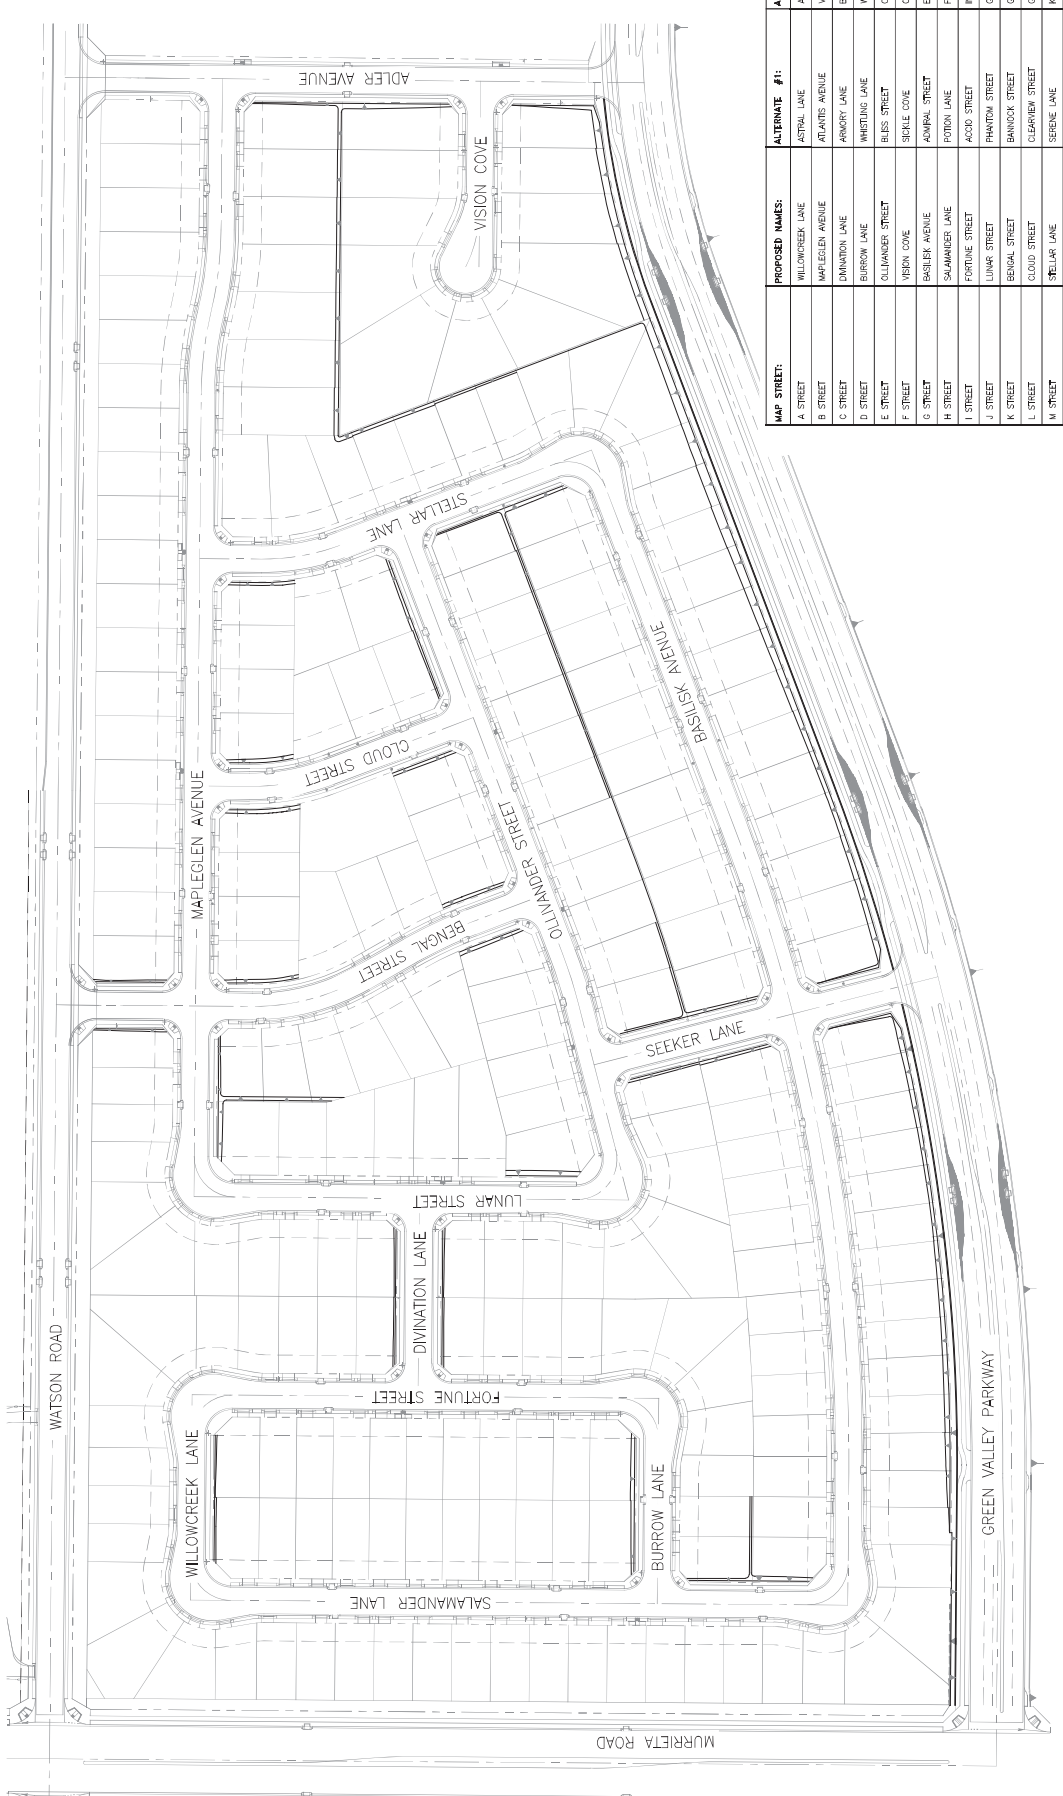 ADLER AVENUE
VISION COVE
STELLAR LANE
BASILISK AVENUE
CLOUD STREET
MAPLEGLEN AVENUE
OLLIVANDER STREET
BENGAL STREET
SEEKER LANE
LUNAR STREET
DIVINATION LANE
WATSON ROAD
FORTUNE STREET
GREEN VALLEY PARKWAY
WILLOWCREEK LANE
BURROW LANE
SALAMANDER LANE
MURRIETA ROAD
MAP STREET: PROPOSED NAMES: ALTERNATE #1: A
A STREET WILLOWCREEK LANE ASTRAL LANE A
B STREET MAPLEGLEN AVENUE ATLANTIS AVENUE V
C STREET DIVINATION LANE ARMORY LANE B
D STREET BURROW LANE WHISTLING LANE W
E STREET OLLIVANDER STREET BLISS STREET C
F STREET VISION COVE SICKLE COVE C
G STREET BASILISK AVENUE ADMIRAL STREET E
H STREET SALAMANDER LANE POTION LANE F
I STREET FORTUNE STREET ACCIO STREET
J STREET LUNAR STREET PHANTOM STREET G
K STREET BENGAL STREET BANNOCK STREET G
L STREET CLOUD STREET CLEARVIEW STREET G
M STREET STELLAR LANE SERENE LANE K